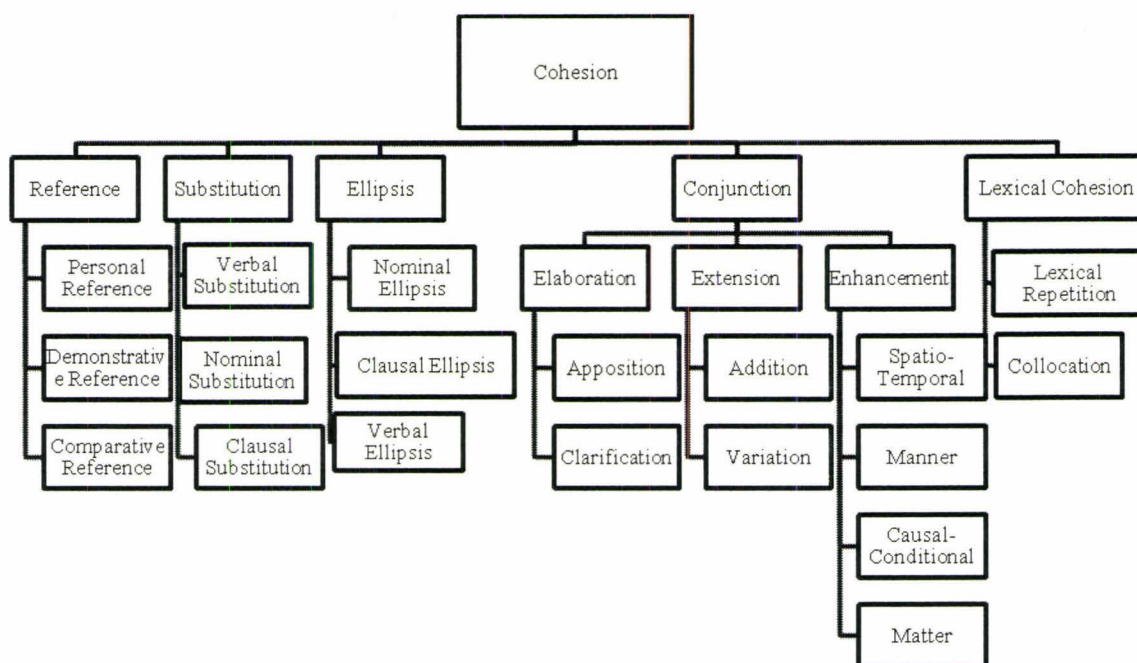 Cohesion
Reference
Substitution
Ellipsis
Conjunction
Lexical Cohesion
Personal
Reference
Demonstrativ
e Reference
Comparative
Reference
Verbal
Substitution
Nominal
Substitution
Clausal
Substitution
Nominal
Ellipsis
Clausal Ellipsis
Verbal
Ellipsis
Elaboration
Extension
Enhancement
Apposition
Clarification
Addition
Variation
Spatio-
Temporal
Manner
Causal-
Conditional
Matter
Lexical
Repetition
Collocation